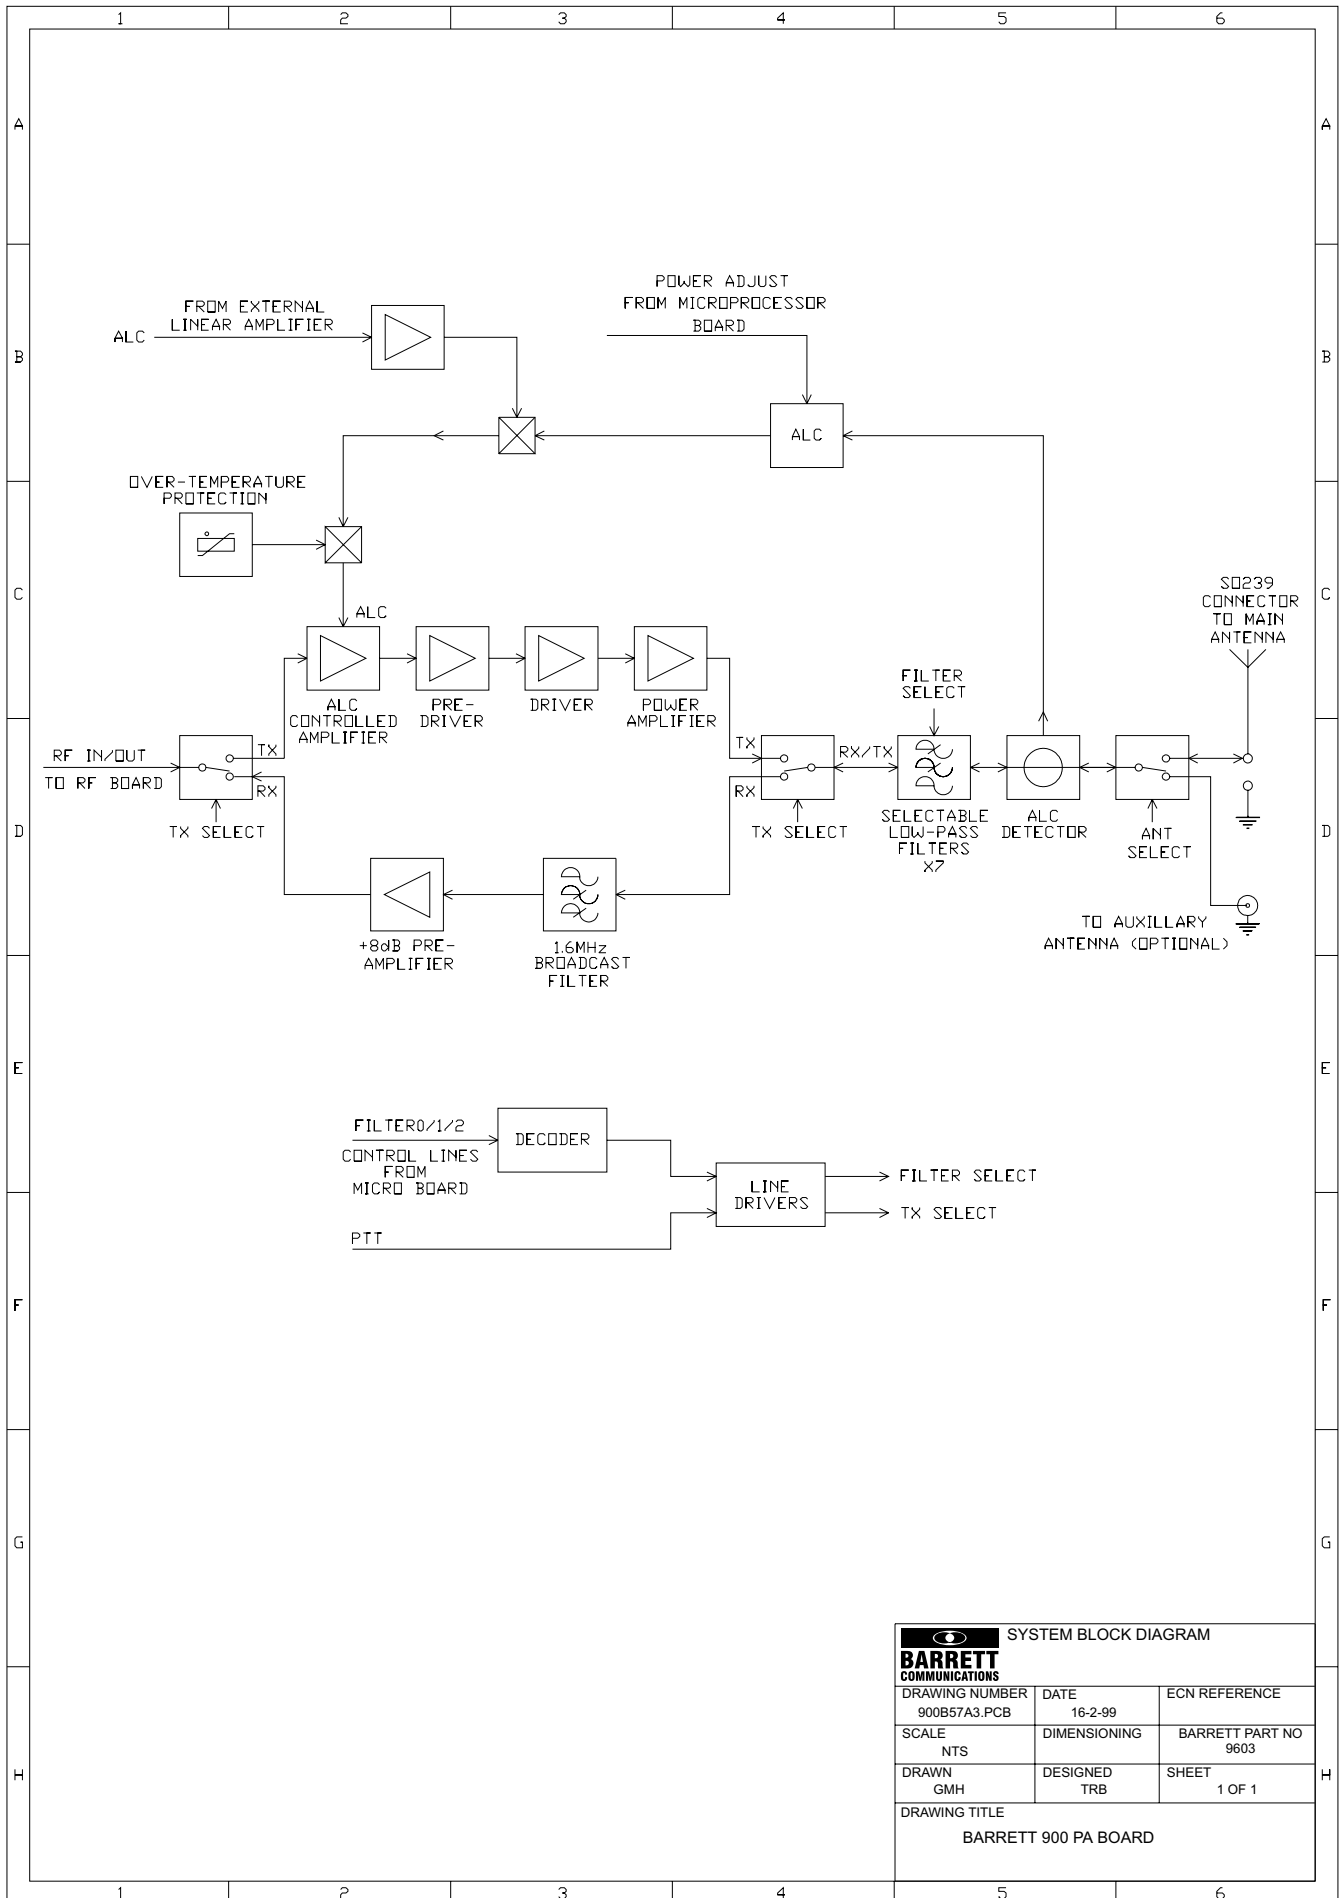 1 2 3 4 5 6
A A
POWER ADJUST
FROM MICROPROCESSOR
BOARD
FROM EXTERNAL
LINEAR AMPLIFIER
ALC
B B
ALC
OVER-TEMPERATURE
PROTECTION
C C
SO239
CONNECTOR
TO MAIN
ANTENNA
ALC
FILTER
SELECT
ALC
CONTROLLED
AMPLIFIER
PRE-
DRIVER
DRIVER
POWER
AMPLIFIER
RF IN/OUT
TO RF BOARD
TX
RX
TX SELECT
TX
RX
RX/TX
TX SELECT
SELECTABLE
LOW-PASS
FILTERS
X7
ALC
DETECTOR
ANT
SELECT
D D
TO AUXILLARY
ANTENNA (OPTIONAL)
+8dB PRE-
AMPLIFIER
1.6MHz
BROADCAST
FILTER
E E
FILTER0/1/2
CONTROL LINES
FROM
MICRO BOARD
DECODER
LINE
DRIVERS
FILTER SELECT
TX SELECT
PTT
F F
G G
BARRETT
COMMUNICATIONS
SYSTEM BLOCK DIAGRAM
DRAWING NUMBER
900B57A3.PCB
DATE
16-2-99
ECN REFERENCE
SCALE
NTS
DIMENSIONING
BARRETT PART NO
9603
H H
DRAWN
GMH
DESIGNED
TRB
SHEET
1 OF 1
DRAWING TITLE
BARRETT 900 PA BOARD
1 2 3 4 5 6